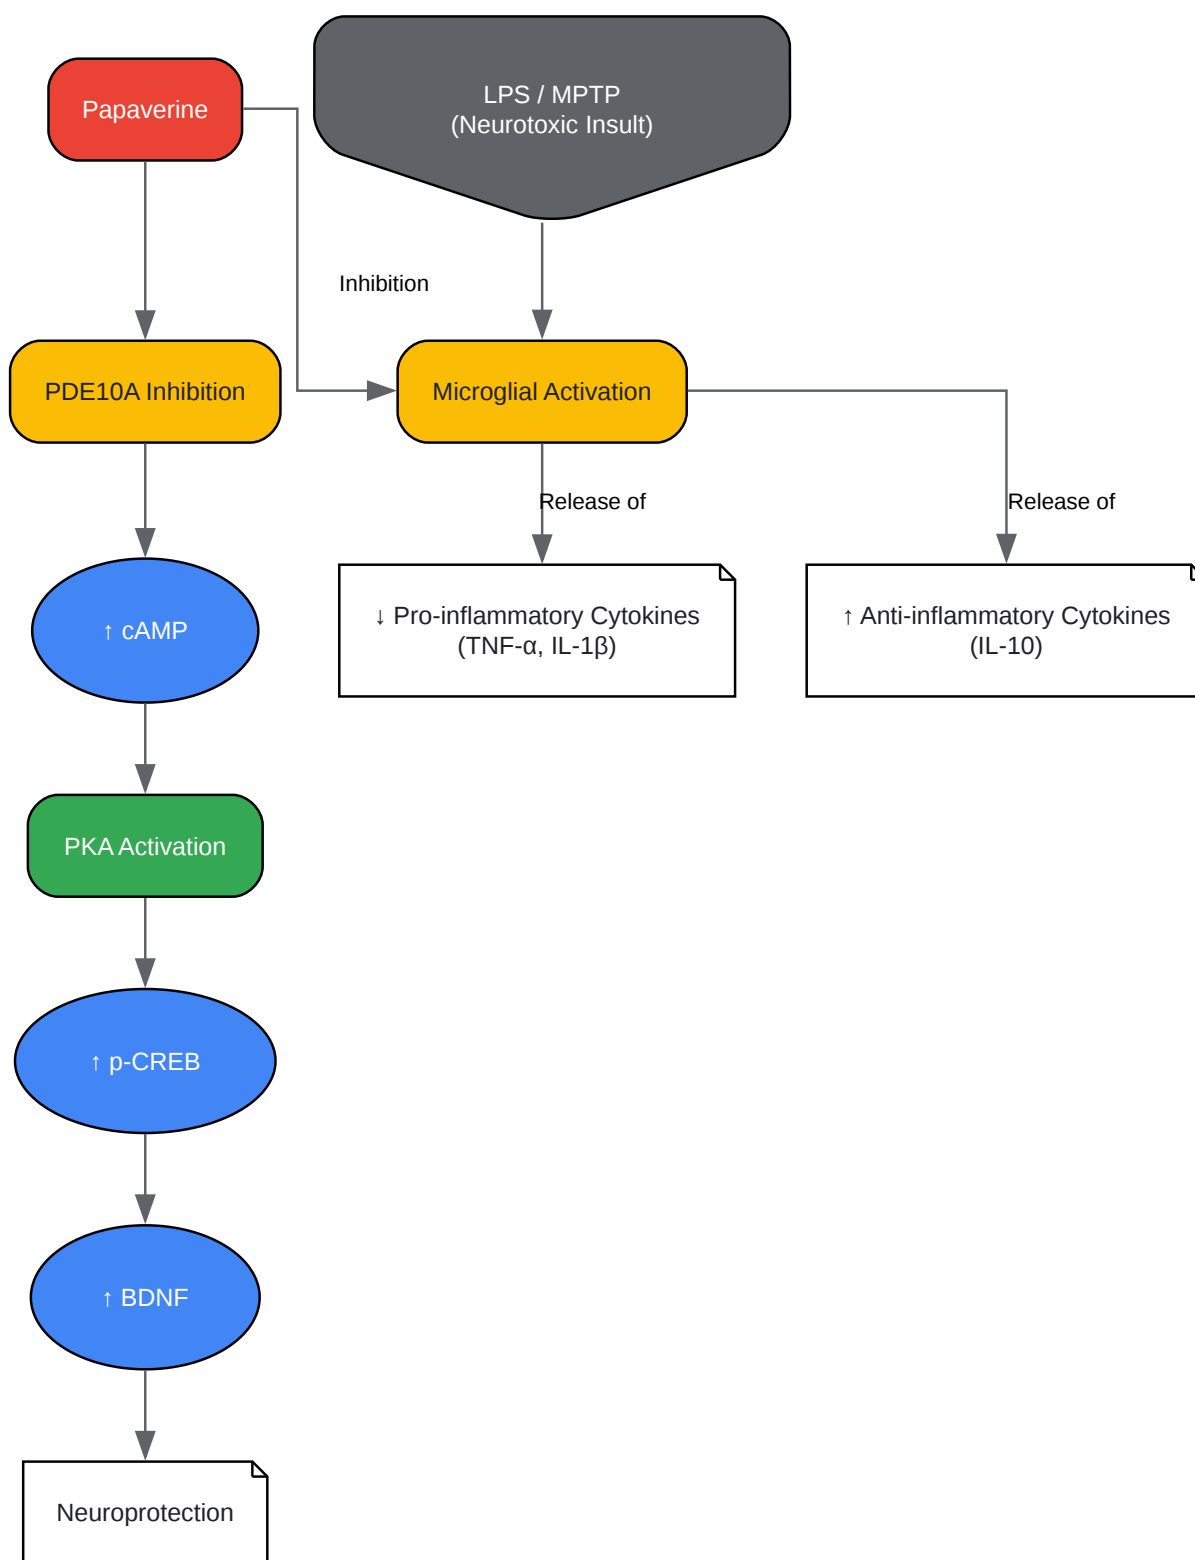 Papaverine
LPS / MPTP
(Neurotoxic Insult)
Inhibition
PDE10A Inhibition
Microglial Activation
Release of
Release of
↑ cAMP
↓ Pro-inflammatory Cytokines
(TNF-α, IL-1β)
↑ Anti-inflammatory Cytokines
(IL-10)
PKA Activation
↑ p-CREB
↑ BDNF
Neuroprotection